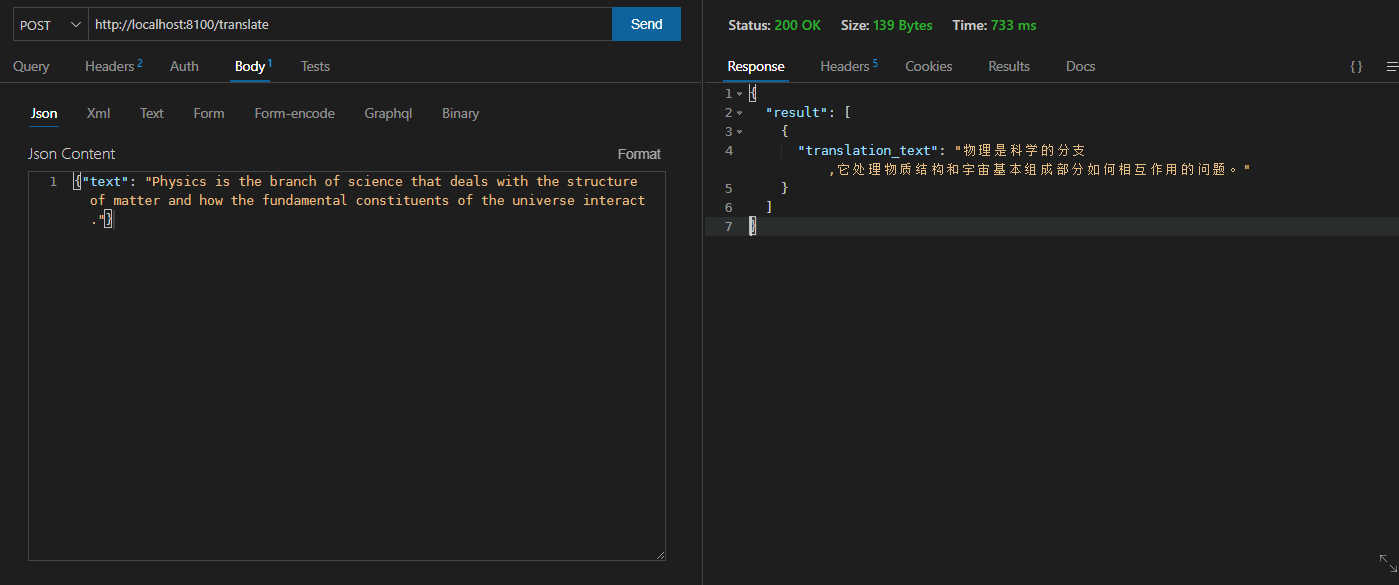 POST http://localhost:8100/translate Send
Query Headers 2 Auth Body 1 Tests
Json Xml Text Form Form-encode Graphql Binary
Json Content Format
1 {"text": "Physics is the branch of science that deals with the structure
of matter and how the fundamental constituents of the universe interact
."}
Status: 200 OK Size: 139 Bytes Time: 733 ms
Response Headers 5 Cookies Results Docs {}
1 {
2 "result": [
3 {
4 "translation_text": "物理是科学的分支
,它处理物质结构和宇宙基本组成部分如何相互作用的问题。"
5 }
6 ]
7 }